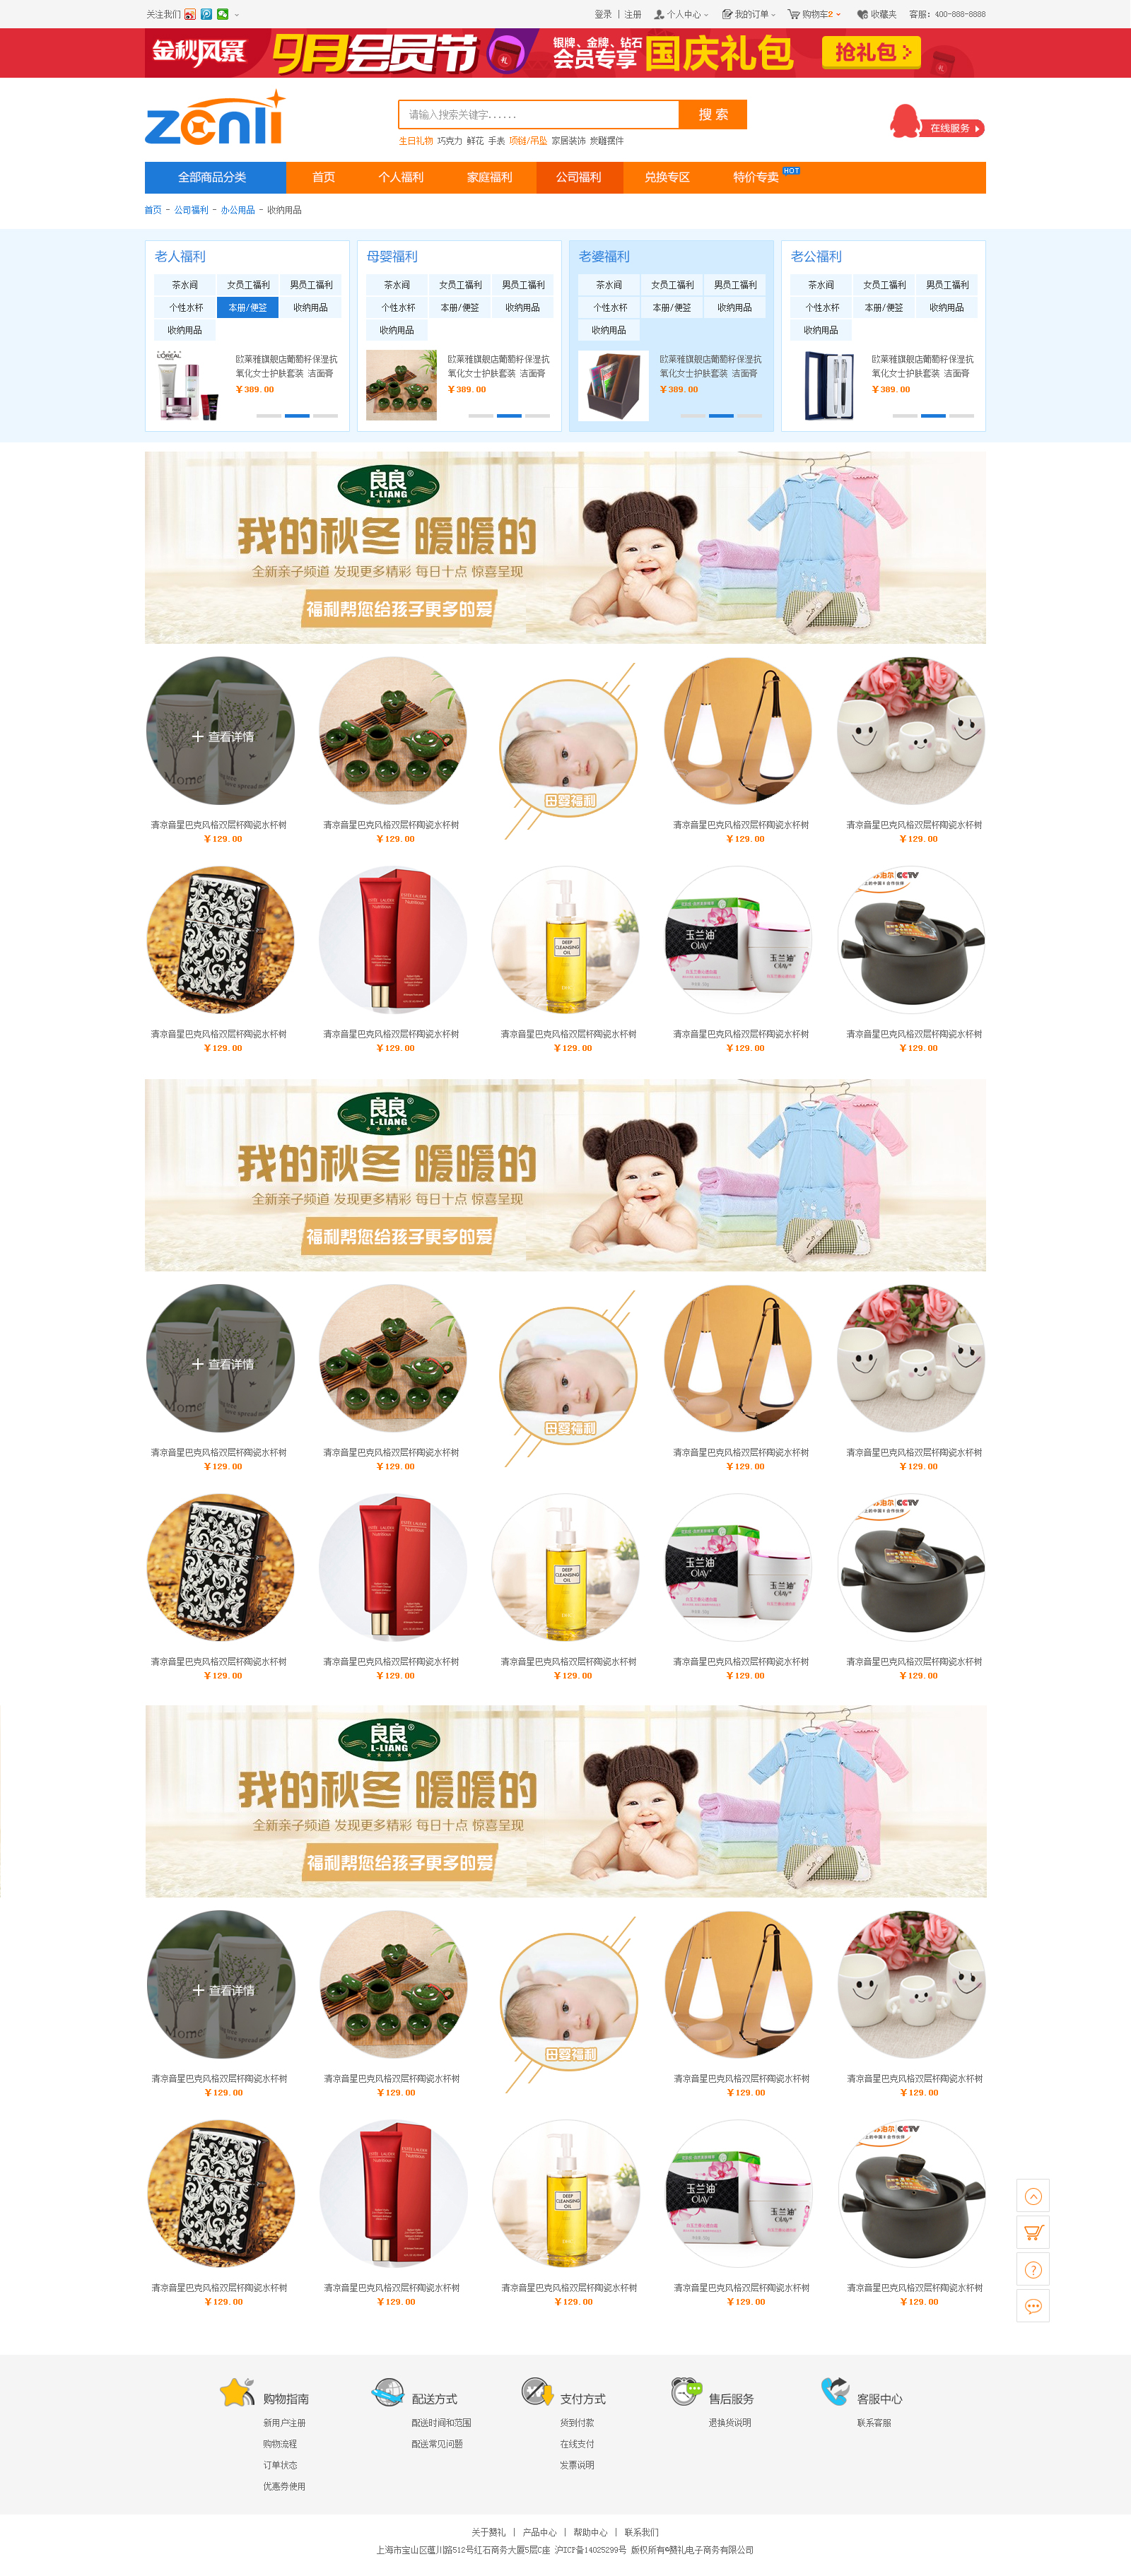 关注我们
登录 | 注册 个人中心 我的订单 购物车2 收藏夹 客服: 400-888-8888
金秋风暴 9月会员节 银牌、金牌、钻石 会员专享 国庆礼包 抢礼包
zenli
请输入搜索关键字...... 搜 索
生日礼物 巧克力 鲜花 手表 项链/吊坠 家居装饰 炭雕摆件
在线服务
全部商品分类 首页 个人福利 家庭福利 公司福利 兑换专区 特价专卖 HOT
首页 - 公司福利 - 办公用品 - 收纳用品
老人福利
茶水间 女员工福利 男员工福利
个性水杯 本册/便签 收纳用品
收纳用品
L'OREAL
欧莱雅旗舰店葡萄籽保湿抗
氧化女士护肤套装 洁面膏
¥389.00
母婴福利
茶水间 女员工福利 男员工福利
个性水杯 本册/便签 收纳用品
收纳用品
欧莱雅旗舰店葡萄籽保湿抗
氧化女士护肤套装 洁面膏
¥389.00
老婆福利
茶水间 女员工福利 男员工福利
个性水杯 本册/便签 收纳用品
收纳用品
欧莱雅旗舰店葡萄籽保湿抗
氧化女士护肤套装 洁面膏
¥389.00
老公福利
茶水间 女员工福利 男员工福利
个性水杯 本册/便签 收纳用品
收纳用品
欧莱雅旗舰店葡萄籽保湿抗
氧化女士护肤套装 洁面膏
¥389.00
良良®
L-LIANG
我的秋冬 暖暖的
全新亲子频道 发现更多精彩 每日十点 惊喜呈现
福利帮您给孩子更多的爱
+ 查看详情
母婴福利
清凉音星巴克风格双层杯陶瓷水杯树 清凉音星巴克风格双层杯陶瓷水杯树 清凉音星巴克风格双层杯陶瓷水杯树 清凉音星巴克风格双层杯陶瓷水杯树
¥129.00 ¥129.00 ¥129.00 ¥129.00
DEEP CLEANSING OIL
玉兰油 OLAY
玉兰油 OLAY
苏泊尔 CCTV
清凉音星巴克风格双层杯陶瓷水杯树 清凉音星巴克风格双层杯陶瓷水杯树 清凉音星巴克风格双层杯陶瓷水杯树 清凉音星巴克风格双层杯陶瓷水杯树 清凉音星巴克风格双层杯陶瓷水杯树
¥129.00 ¥129.00 ¥129.00 ¥129.00 ¥129.00
良良®
L-LIANG
我的秋冬 暖暖的
全新亲子频道 发现更多精彩 每日十点 惊喜呈现
福利帮您给孩子更多的爱
+ 查看详情
母婴福利
清凉音星巴克风格双层杯陶瓷水杯树 清凉音星巴克风格双层杯陶瓷水杯树 清凉音星巴克风格双层杯陶瓷水杯树 清凉音星巴克风格双层杯陶瓷水杯树
¥129.00 ¥129.00 ¥129.00 ¥129.00
DEEP CLEANSING OIL
玉兰油 OLAY
玉兰油 OLAY
苏泊尔 CCTV
清凉音星巴克风格双层杯陶瓷水杯树 清凉音星巴克风格双层杯陶瓷水杯树 清凉音星巴克风格双层杯陶瓷水杯树 清凉音星巴克风格双层杯陶瓷水杯树 清凉音星巴克风格双层杯陶瓷水杯树
¥129.00 ¥129.00 ¥129.00 ¥129.00 ¥129.00
良良®
L-LIANG
我的秋冬 暖暖的
全新亲子频道 发现更多精彩 每日十点 惊喜呈现
福利帮您给孩子更多的爱
+ 查看详情
母婴福利
清凉音星巴克风格双层杯陶瓷水杯树 清凉音星巴克风格双层杯陶瓷水杯树 清凉音星巴克风格双层杯陶瓷水杯树 清凉音星巴克风格双层杯陶瓷水杯树
¥129.00 ¥129.00 ¥129.00 ¥129.00
DEEP CLEANSING OIL
玉兰油 OLAY
玉兰油 OLAY
苏泊尔 CCTV
清凉音星巴克风格双层杯陶瓷水杯树 清凉音星巴克风格双层杯陶瓷水杯树 清凉音星巴克风格双层杯陶瓷水杯树 清凉音星巴克风格双层杯陶瓷水杯树 清凉音星巴克风格双层杯陶瓷水杯树
¥129.00 ¥129.00 ¥129.00 ¥129.00 ¥129.00
购物指南 配送方式 支付方式 售后服务 客服中心
新用户注册 配送时间和范围 货到付款 退换货说明 联系客服
购物流程 配送常见问题 在线支付
订单状态 发票说明
优惠券使用
关于赞礼 | 产品中心 | 帮助中心 | 联系我们
上海市宝山区蕴川路512号红石商务大厦5层C座 沪ICP备14025299号 版权所有©赞礼电子商务有限公司